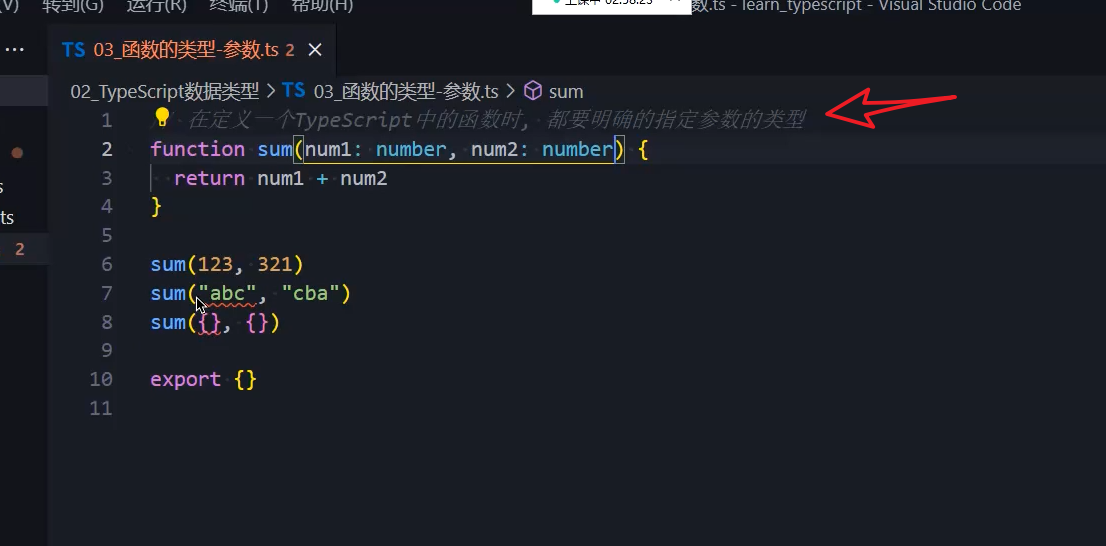 转到(G) 运行(R) 终端(T) 帮助(H)
数.ts - learn_typescript - Visual Studio Code
TS 03_函数的类型-参数.ts 2 ×
02_TypeScript数据类型 > TS 03_函数的类型-参数.ts > sum
1 在定义一个TypeScript中的函数时, 都要明确的指定参数的类型
2 function sum(num1: number, num2: number) {
3 return num1 + num2
4 }
5
6 sum(123, 321)
7 sum("abc", "cba")
8 sum({}, {})
9
10 export {}
11
ts
2